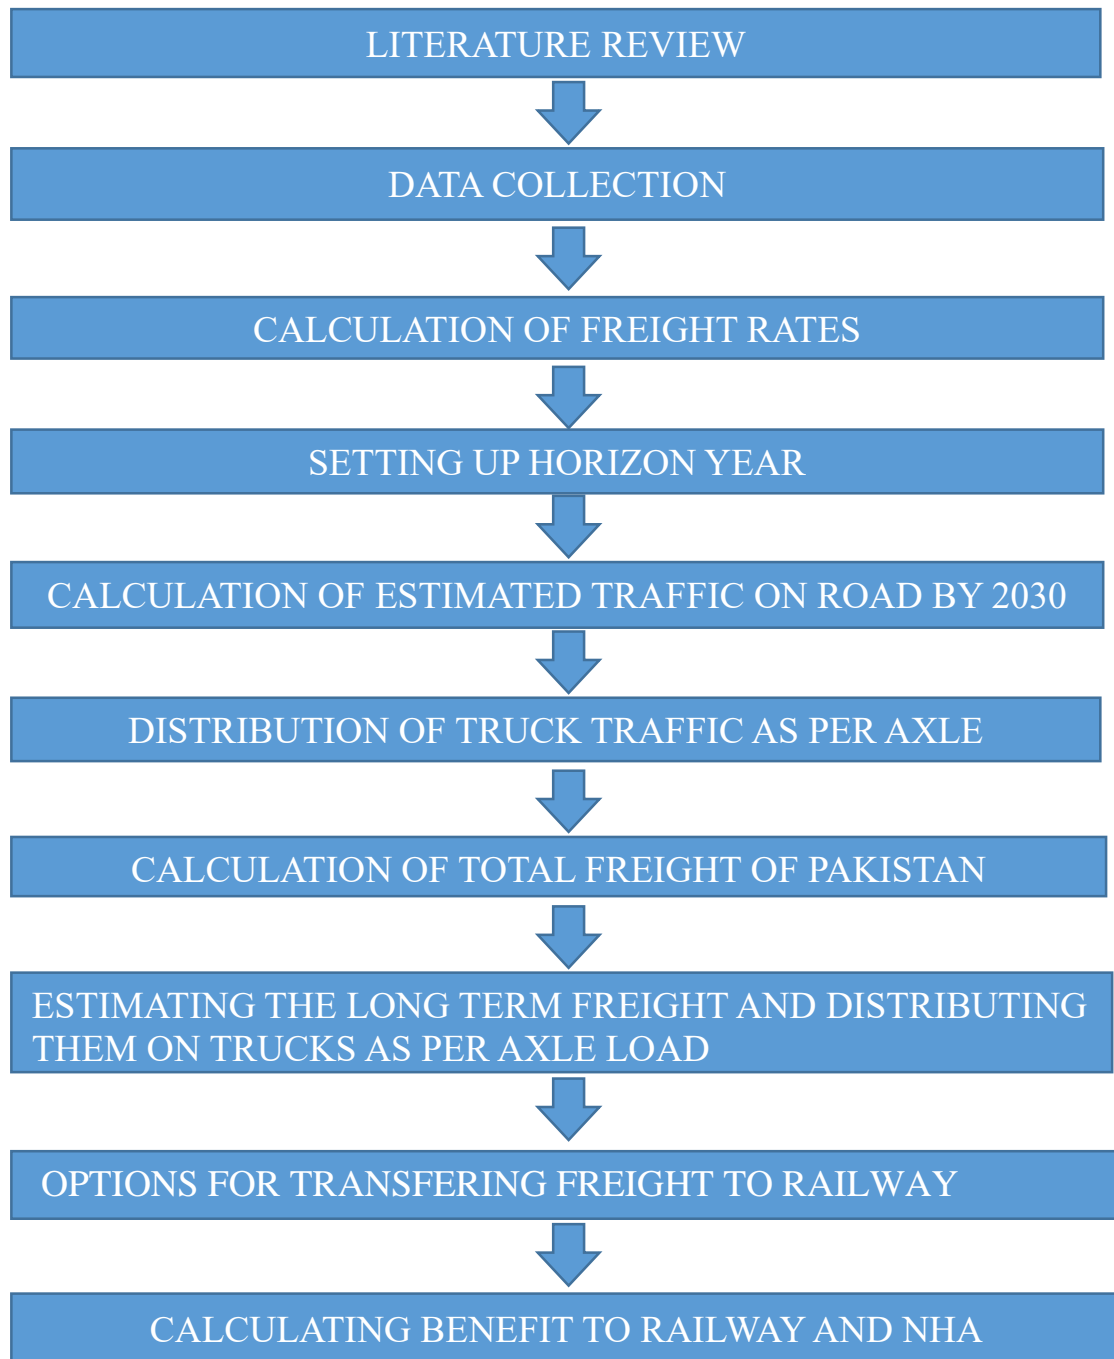 LITERATURE REVIEW
DATA COLLECTION
CALCULATION OF FREIGHT RATES
SETTING UP HORIZON YEAR
CALCULATION OF ESTIMATED TRAFFIC ON ROAD BY 2030
DISTRIBUTION OF TRUCK TRAFFIC AS PER AXLE
CALCULATION OF TOTAL FREIGHT OF PAKISTAN
ESTIMATING THE LONG TERM FREIGHT AND DISTRIBUTING
THEM ON TRUCKS AS PER AXLE LOAD
OPTIONS FOR TRANSFERING FREIGHT TO RAILWAY
CALCULATING BENEFIT TO RAILWAY AND NHA